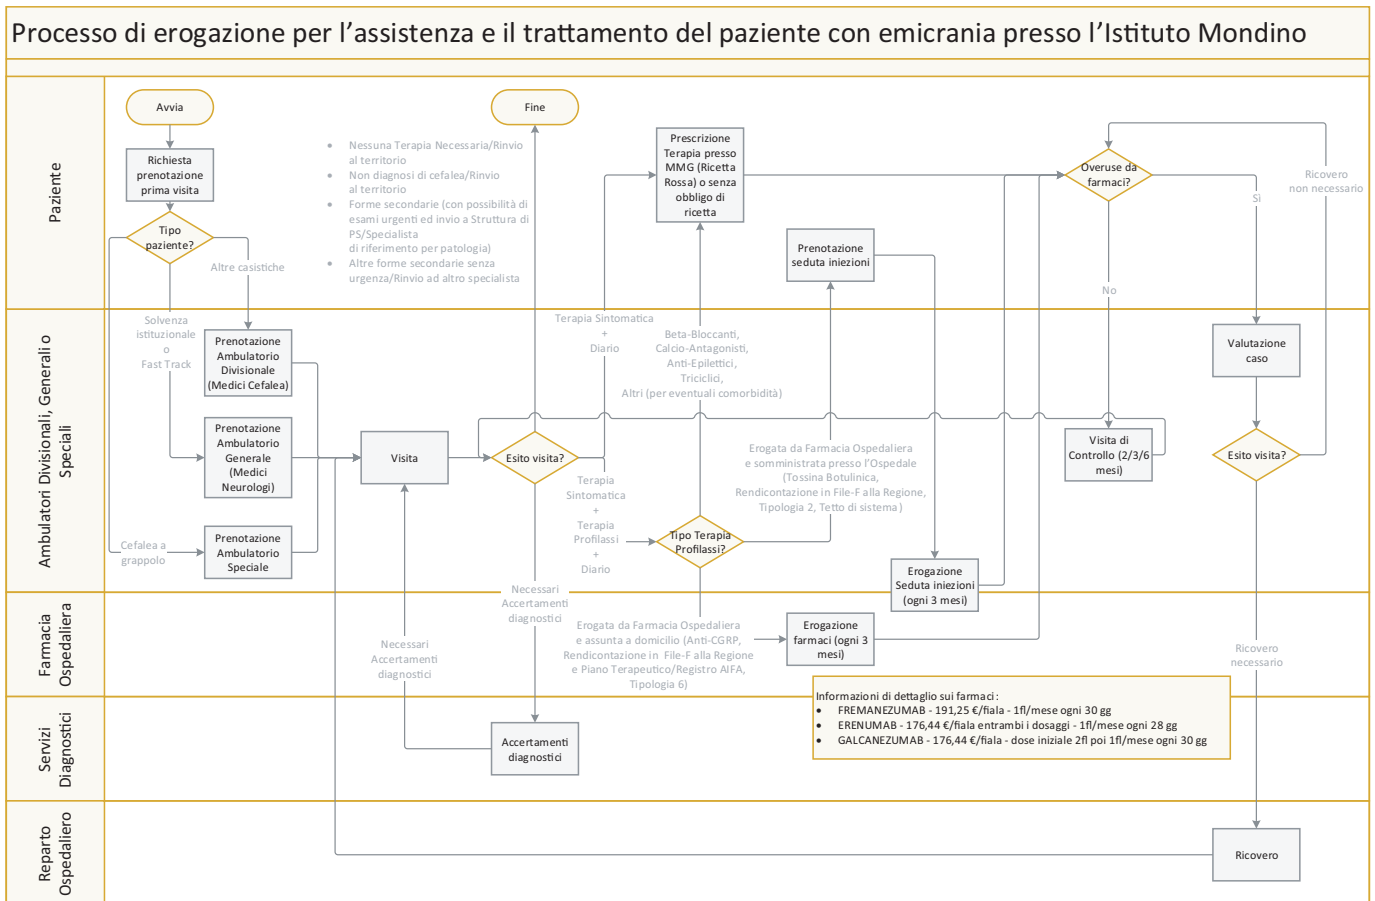 Processo di erogazione per l'assistenza e il trattamento del paziente con emicrania presso l'Istituto Mondino
Paziente
Avvia
Richiesta
prenotazione
prima visita
Tipo
paziente?
Altre casistiche
Fine
• Nessuna Terapia Necessaria/Rinvio
al territorio
• Non diagnosi di cefalea/Rinvio
al territorio
• Forme secondarie (con possibilità di
esami urgenti ed invio a Struttura di
PS/Specialista
di riferimento per patologia)
• Altre forme secondarie senza
urgenza/Rinvio ad altro specialista
Prescrizione
Terapia presso
MMG (Ricetta
Rossa) o senza
obbligo di
ricetta
Prenotazione
seduta iniezioni
Overuse da
farmaci?
Sì
No
Ricovero
non necessario
Ambulatori Divisionali, Generali o
Speciali
Solvenza
istituzionale
o
Fast Track
Prenotazione
Ambulatorio
Divisionale
(Medici Cefalea)
Prenotazione
Ambulatorio
Generale
(Medici
Neurologi)
Cefalea a
grappolo
Prenotazione
Ambulatorio
Speciale
Visita
Esito visita?
Terapia Sintomatica
+
Diario
Terapia
Sintomatica
+
Terapia
Profilassi
+
Diario
Necessari
Accertamenti
diagnostici
Beta-Bloccanti,
Calcio-Antagonisti,
Anti-Epilettici,
Triciclici,
Altri (per eventuali comorbidità)
Tipo Terapia
Profilassi?
Erogata da Farmacia Ospedaliera
e somministrata presso l'Ospedale
(Tossina Botulinica,
Rendicontazione in File-F alla Regione,
Tipologia 2, Tetto di sistema)
Erogazione
Seduta iniezioni
(ogni 3 mesi)
Visita di
Controllo (2/3/6
mesi)
Valutazione
caso
Esito visita?
Farmacia
Ospedaliera
Necessari
Accertamenti
diagnostici
Erogata da Farmacia Ospedaliera
e assunta a domicilio (Anti-CGRP,
Rendicontazione in File-F alla Regione
e Piano Terapeutico/Registro AIFA,
Tipologia 6)
Erogazione
farmaci (ogni 3
mesi)
Ricovero
necessario
Servizi
Diagnostici
Accertamenti
diagnostici
Informazioni di dettaglio sui farmaci:
• FREMANEZUMAB - 191,25 €/fiala - 1fl/mese ogni 30 gg
• ERENUMAB - 176,44 €/fiala entrambi i dosaggi - 1fl/mese ogni 28 gg
• GALCANEZUMAB - 176,44 €/fiala - dose iniziale 2fl poi 1fl/mese ogni 30 gg
Reparto
Ospedaliero
Ricovero